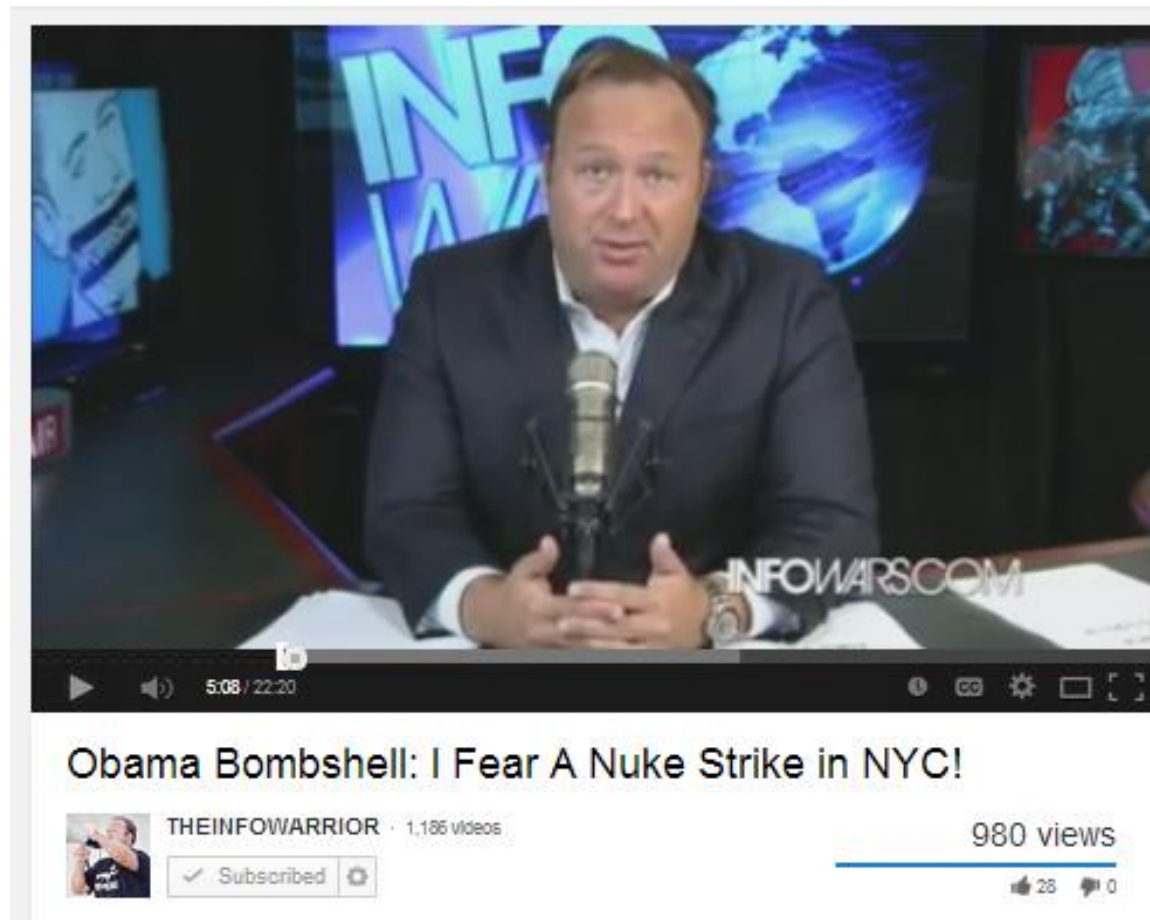 INFO
INFOWARS.COM
5:08 / 22:20
CC
Obama Bombshell: I Fear A Nuke Strike in NYC!
THEINFOWARRIOR · 1,186 videos
Subscribed
980 views
28 0